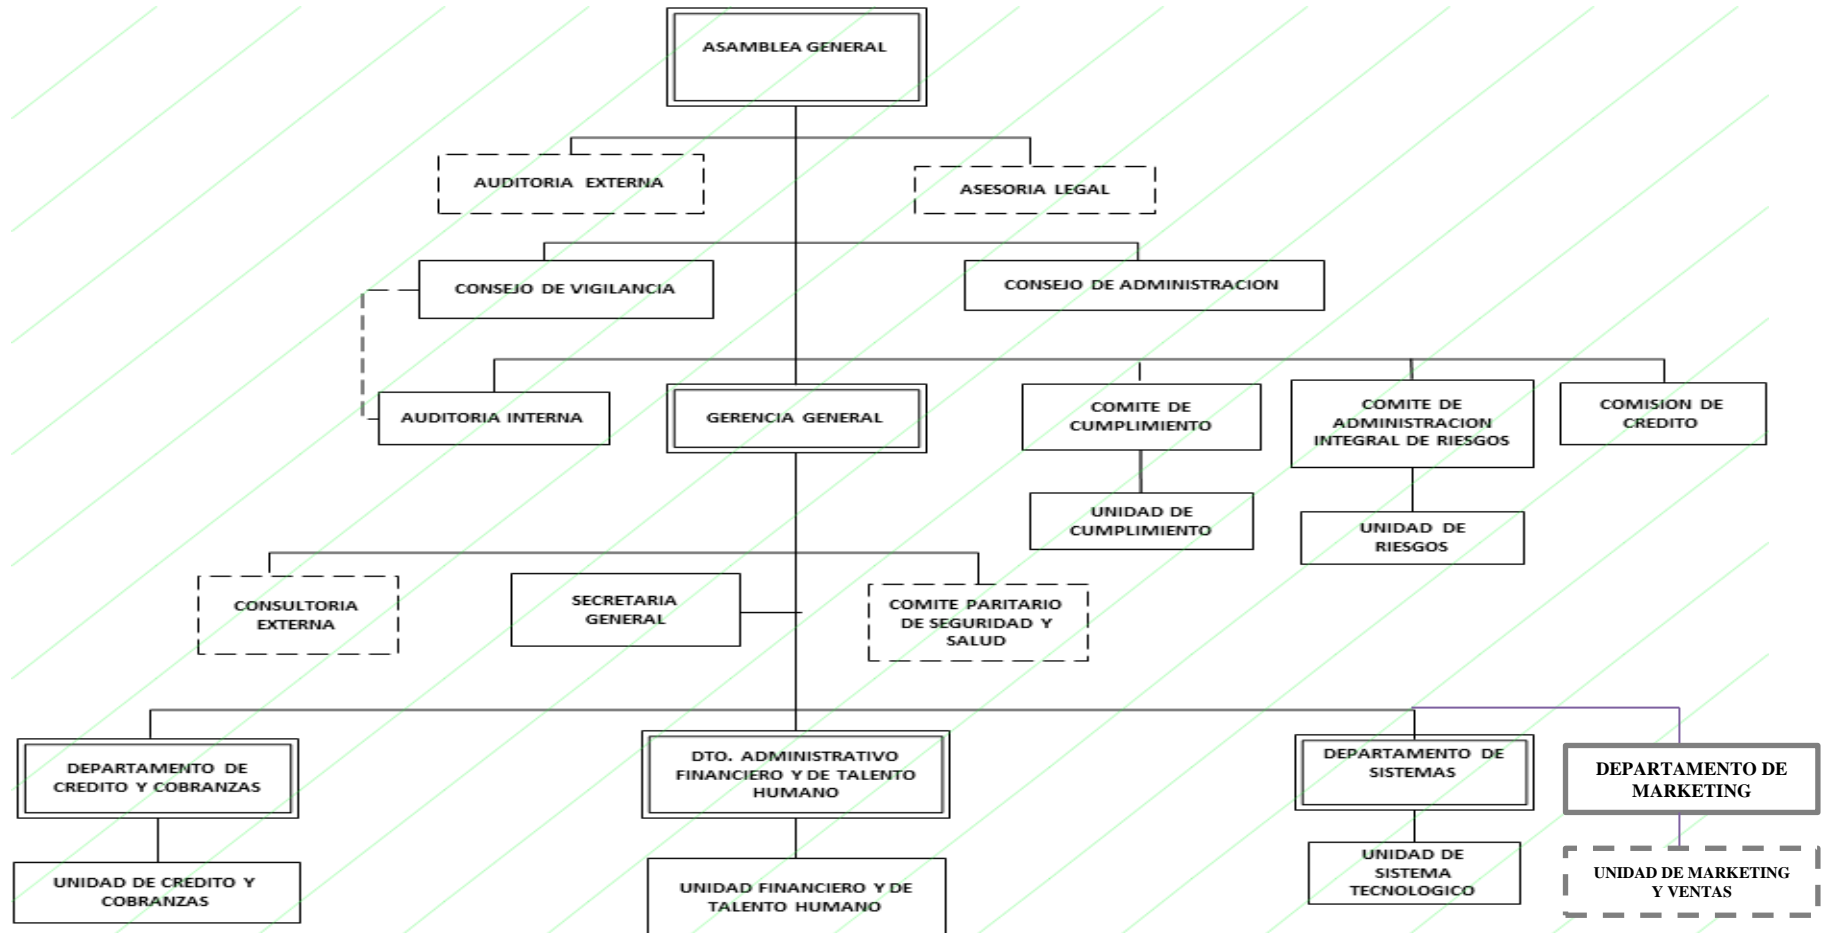 ASAMBLEA GENERAL
AUDITORIA EXTERNA
ASESORIA LEGAL
CONSEJO DE VIGILANCIA
CONSEJO DE ADMINISTRACION
AUDITORIA INTERNA
GERENCIA GENERAL
COMITE DE
CUMPLIMIENTO
COMITE DE
ADMINISTRACION
INTEGRAL DE RIESGOS
COMISION DE
CREDITO
UNIDAD DE
CUMPLIMIENTO
UNIDAD DE
RIESGOS
CONSULTORIA
EXTERNA
SECRETARIA
GENERAL
COMITE PARITARIO
DE SEGURIDAD Y
SALUD
DEPARTAMENTO DE
CREDITO Y COBRANZAS
DTO. ADMINISTRATIVO
FINANCIERO Y DE TALENTO
HUMANO
DEPARTAMENTO DE
SISTEMAS
DEPARTAMENTO DE
MARKETING
UNIDAD DE CREDITO Y
COBRANZAS
UNIDAD FINANCIERO Y DE
TALENTO HUMANO
UNIDAD DE
SISTEMA
TECNOLOGICO
UNIDAD DE MARKETING
Y VENTAS